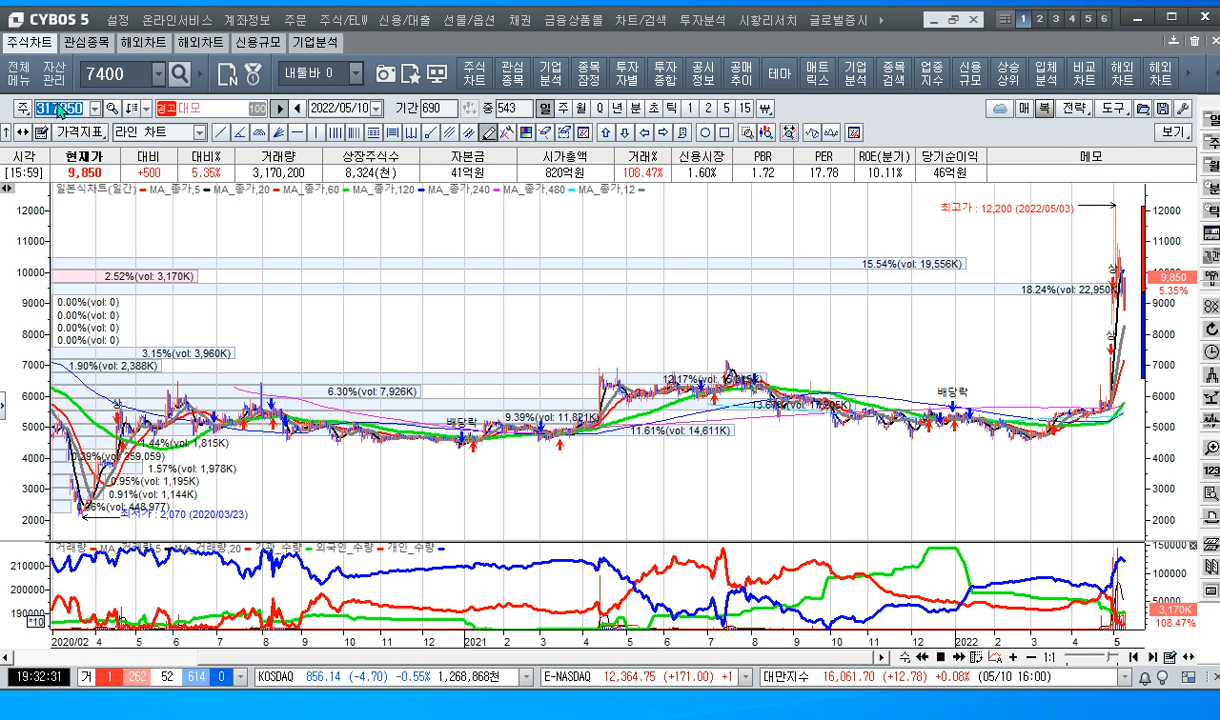 CYBOS 5 설정 온라인서비스 계좌정보 주문 주식/ELW 신용/대출 선물/옵션 채권 금융상품몰 차트/검색 투자분석 시황리서치 글로벌증시 1 2 3 4 5 6
주식차트 관심종목 해외차트 해외차트 신용규모 기업분석
전체메뉴 자산관리 7400 내툴바 0 주식차트 관심종목 기업분석 종목잠정 투자자별 투자종합 공시정보 공매추이 테마 매트릭스 기업분석 종목검색 업종지수 신용규모 상승상위 입체분석 비교차트 해외차트 해외차트
주 경고 대모 100 2022/05/10 기간 690 중 543 일 주 월 Q 년 분 초 틱 1 2 5 15 매 복 전략 도구
가격지표 라인 차트 보기
시각 현재가 대비 대비% 거래량 상장주식수 자본금 시가총액 거래% 신용시장 PBR PER ROE(분기) 당기순이익 메모
[15:59] 9,850 +500 5.35% 3,170,200 8,324(천) 41억원 820억원 108.47% 1.60% 1.72 17.78 10.11% 46억원
일본식차트(일간) MA_종가,5 MA_종가,20 MA_종가,60 MA_종가,120 MA_종가,240 MA_종가,480 MA_종가,12
12000 최고가 : 12,200 (2022/05/03) 12000
11000 11000
15.54%(vol: 19,556K)
10000 2.52%(vol: 3,170K) 상 9,850
18.24%(vol: 22,950K 5.35%
9000 0.00%(vol: 0) 9000
0.00%(vol: 0)
0.00%(vol: 0)
8000 0.00%(vol: 0) 상 8000
3.15%(vol: 3,960K)
7000 1.90%(vol: 2,388K) 7000
12.17%(vol:
6000 6.30%(vol: 7,926K) 배당락 6000
상 9.39%(vol: 11,821K)
5000 배당락 11.61%(vol: 14,611K) 5000
1.44%(vol: 1,815K)
4000 4000
1.57%(vol: 1,978K)
3000 0.95%(vol: 1,195K) 3000
0.91%(vol: 1,144K)
2000 최저가 : 2,070 (2020/03/23) 2000
거래량 MA_거래량,5 MA_거래량,20 기관_수량 외국인_수량 개인_수량 150000
210000 100000
200000 50000
190000 3,170K
*10 108.47%
2020/02 4 5 6 7 8 9 10 11 12 2021 2 3 4 5 6 7 8 9 10 11 12 2022 2 3 4 5
1:1
19:32:31 거 1 262 52 614 0 KOSDAQ 856.14 (-4.70) -0.55% 1,268,868천 E-NASDAQ 12,364.75 (+171.00) +1 대만지수 16,061.70 (+12.78) +0.08% (05/10 16:00)